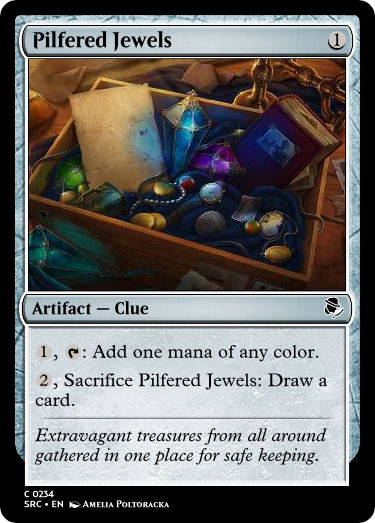 Pilfered Jewels 1
Artifact — Clue
1, T: Add one mana of any color.
2, Sacrifice Pilfered Jewels: Draw a
card.
Extravagant treasures from all around
gathered in one place for safe keeping.
C 0234
SRC • EN Amelia Poltoracka